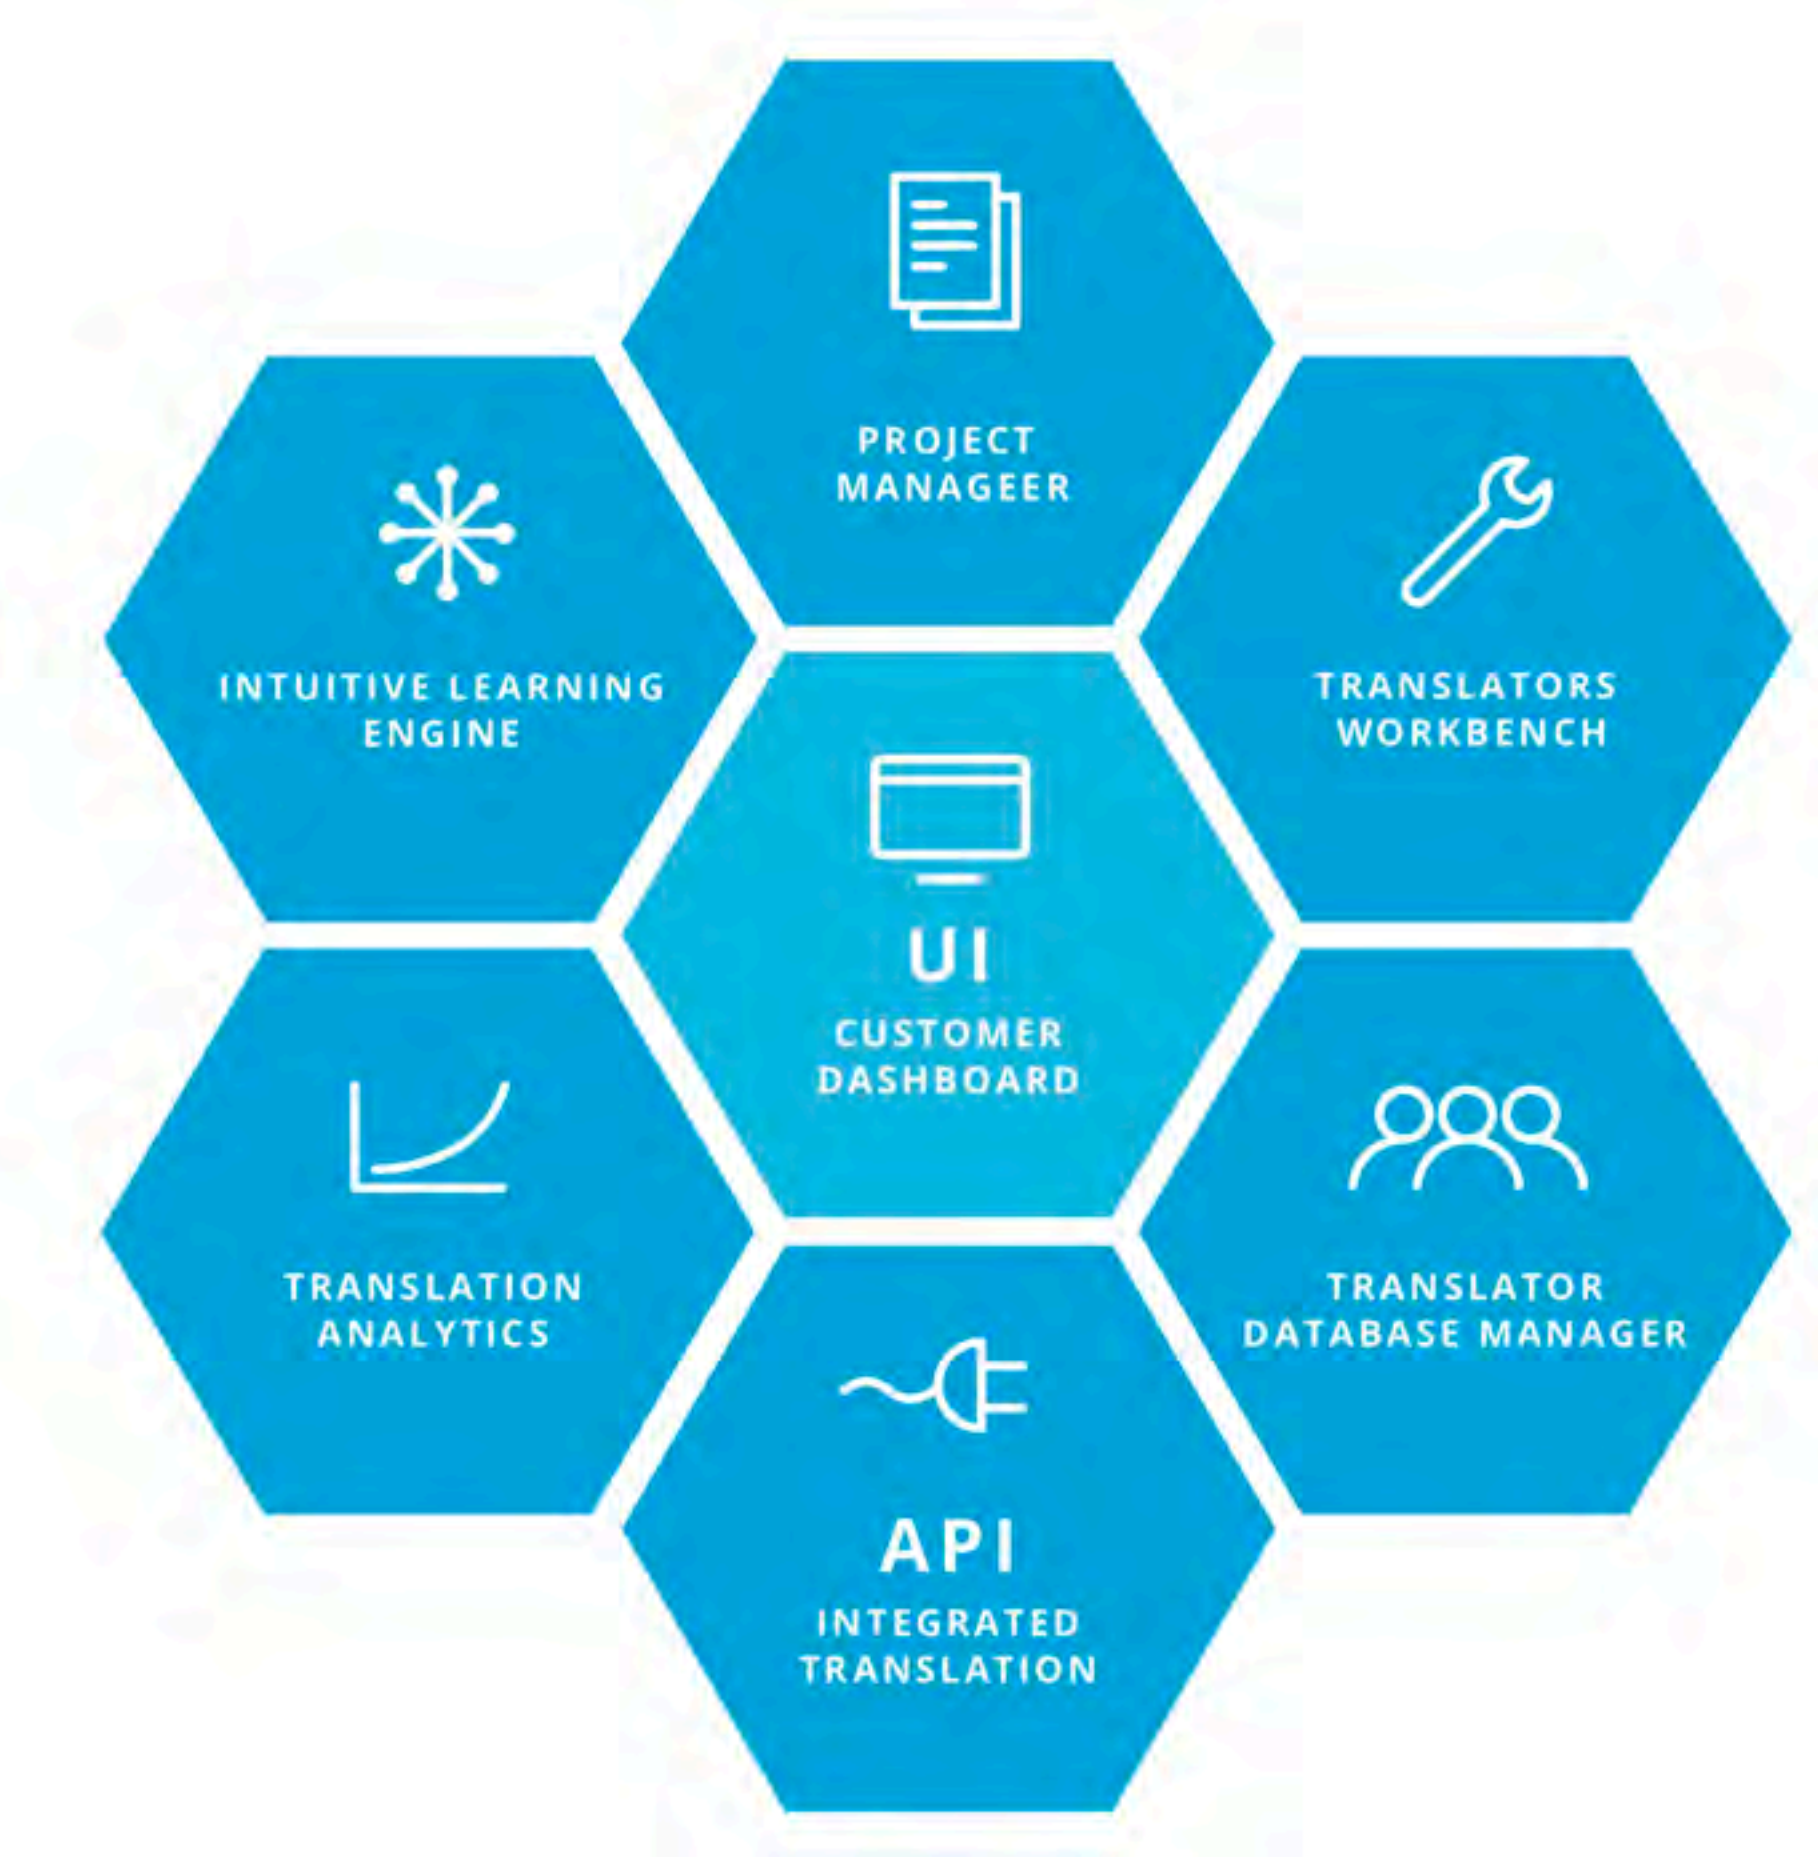 PROJECT
MANAGEER
INTUITIVE LEARNING
ENGINE
TRANSLATORS
WORKBENCH
UI
CUSTOMER
DASHBOARD
TRANSLATION
ANALYTICS
TRANSLATOR
DATABASE MANAGER
API
INTEGRATED
TRANSLATION